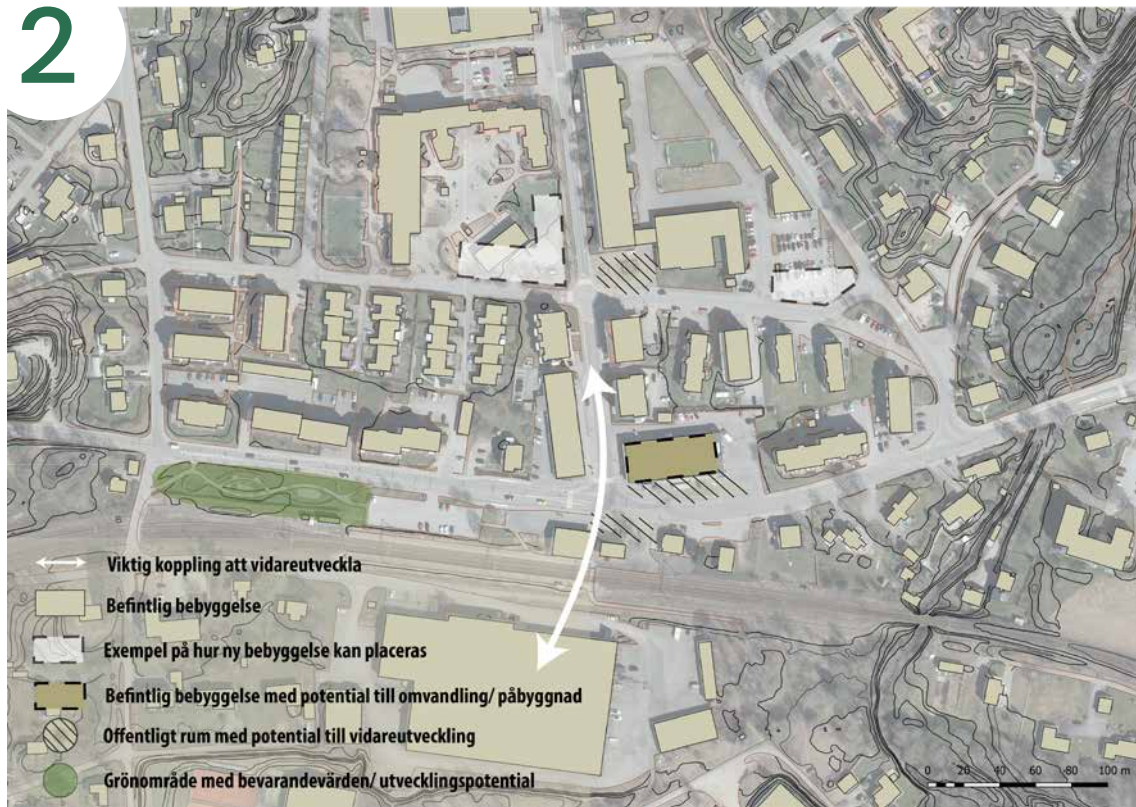 2
Viktig koppling att vidareutveckla
Befintlig bebyggelse
Exempel på hur ny bebyggelse kan placeras
Befintlig bebyggelse med potential till omvandling/ påbyggnad
Offentligt rum med potential till vidareutveckling
Grönområde med bevarandevärden/ utvecklingspotential
0 20 40 60 80 100 m